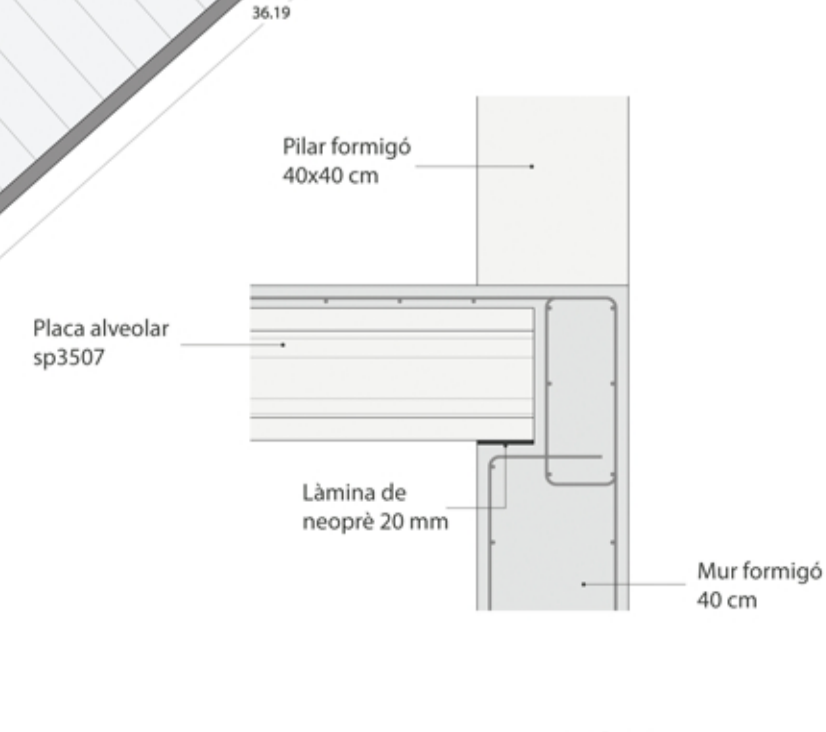 36.19
Pilar formigó
40x40 cm
Placa alveolar
sp3507
Làmina de
neoprè 20 mm
Mur formigó
40 cm